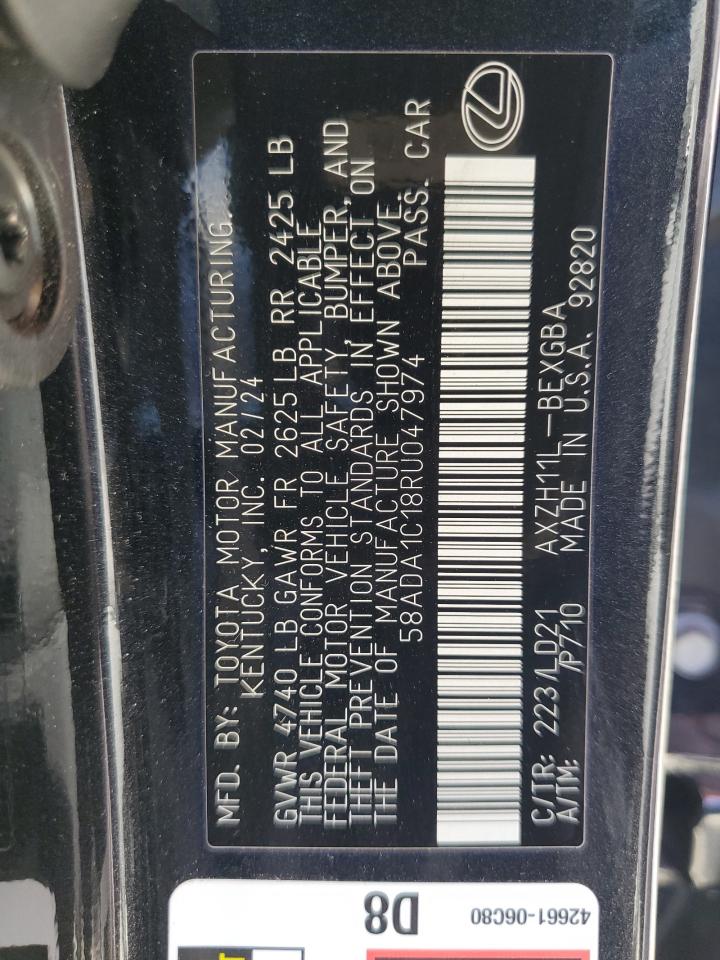 MFD. BY: TOYOTA MOTOR MANUFACTURING,
KENTUCKY, INC. 02/24
GVWR 4740 LB GAWR FR 2625 LB RR 2425 LB
THIS VEHICLE CONFORMS TO ALL APPLICABLE
FEDERAL MOTOR VEHICLE SAFETY, BUMPER, AND
THEFT PREVENTION STANDARDS IN EFFECT ON
THE DATE OF MANUFACTURE SHOWN ABOVE.
58ADA1C18RU047974 PASS. CAR
C/TR: 223/LD21 AXZH11L-BEXGBA
A/TM: /P710 MADE IN U.S.A. 92820
42661-06C80
D8